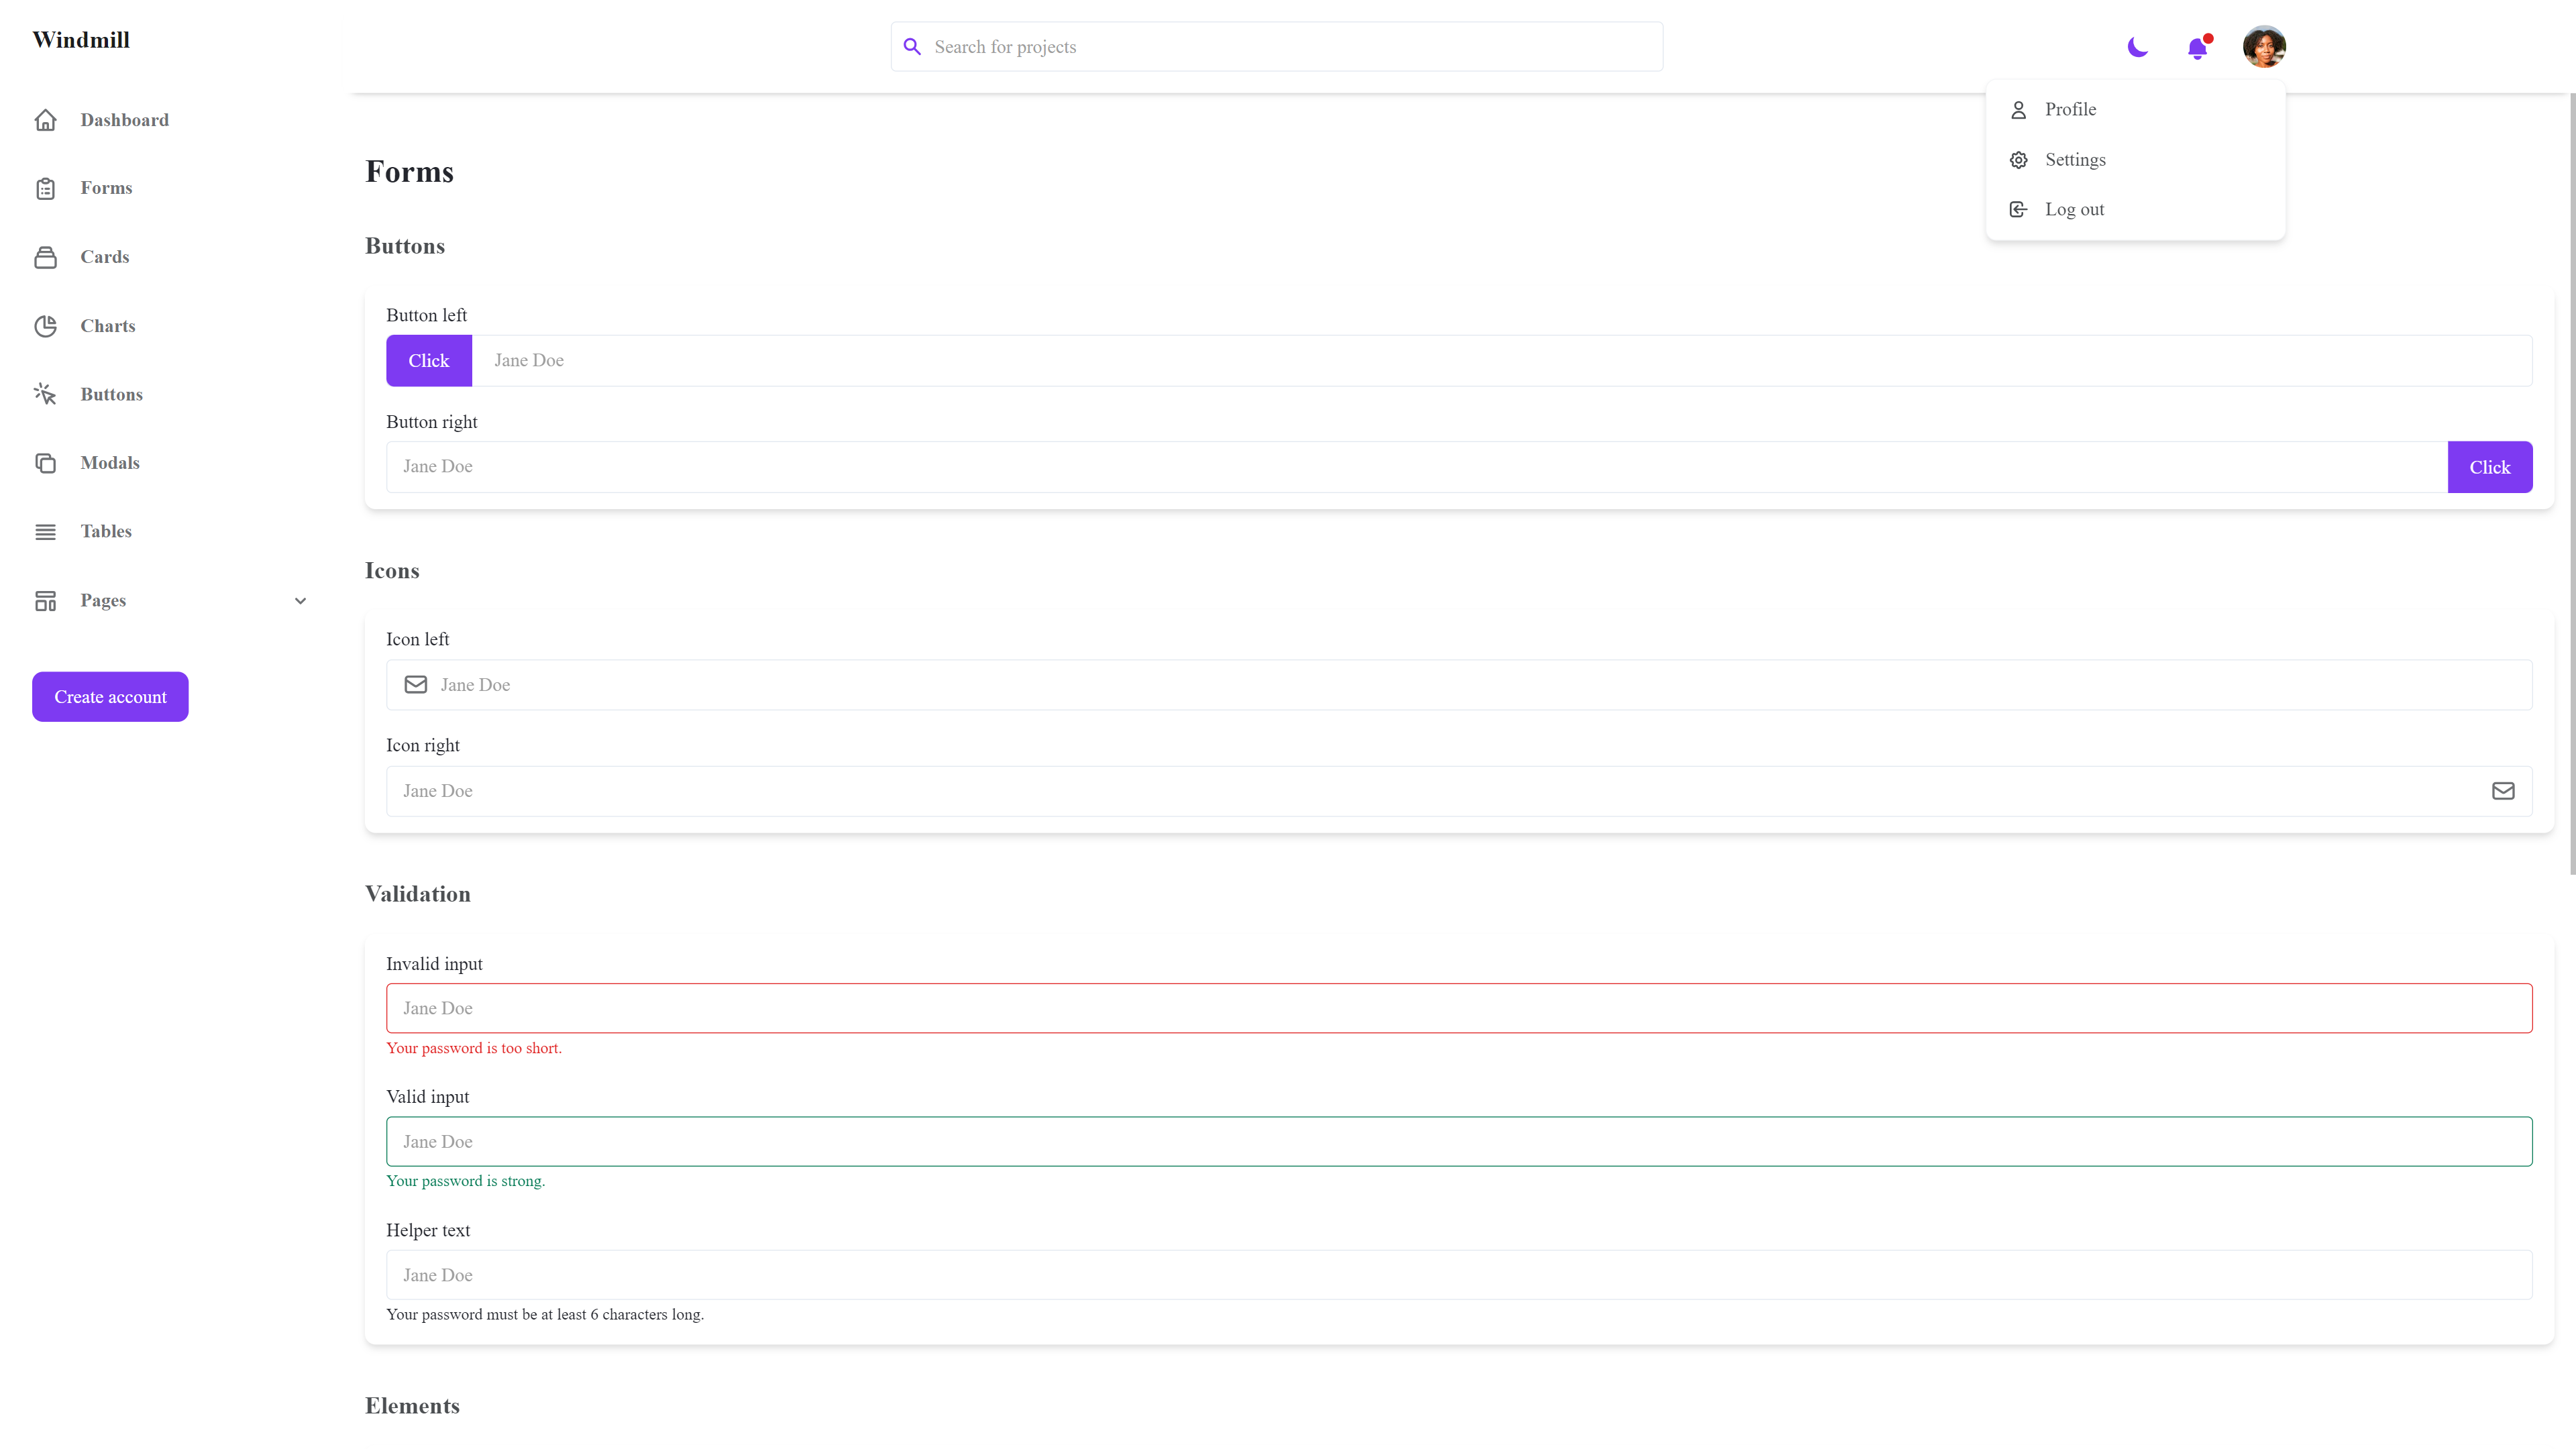 Windmill
Search for projects
Dashboard
Forms
Cards
Charts
Buttons
Modals
Tables
Pages
Create account
Profile
Settings
Log out
Forms
Buttons
Button left
Click
Jane Doe
Button right
Jane Doe
Click
Icons
Icon left
Jane Doe
Icon right
Jane Doe
Validation
Invalid input
Jane Doe
Your password is too short.
Valid input
Jane Doe
Your password is strong.
Helper text
Jane Doe
Your password must be at least 6 characters long.
Elements